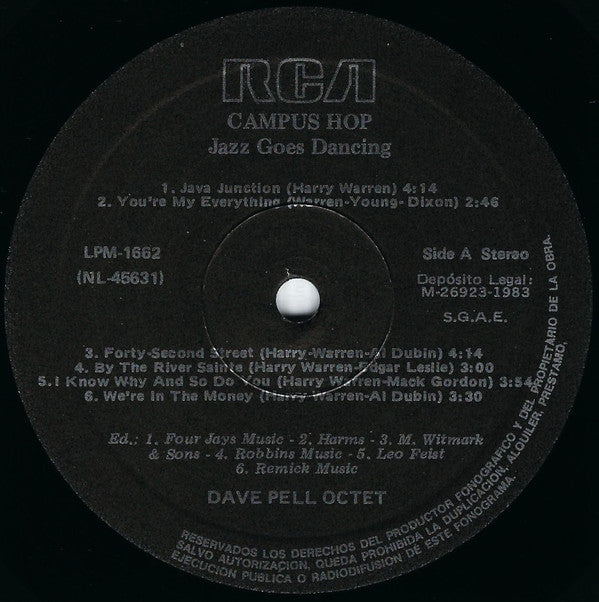 RCA
CAMPUS HOP
Jazz Goes Dancing
1. Java Junction (Harry Warren) 4:14
2. You're My Everything (Warren-Young- Dixon) 2:46
LPM-1662
(NL-45631)
Side A Stereo
Depósito Legal:
M-26923-1983
S.G.A.E.
3. Forty-Second Street (Harry-Warren-Al Dubin) 4:14
4. By The River Sainte (Harry Warren-Edgar Leslie) 3:00
5. I Know Why And So Do You (Harry Warren-Mack Gordon) 3:54
6. We're In The Money (Harry-Warren-Al Dubin) 3:30
Ed.: 1. Four Jays Music - 2. Harms - 3. M. Witmark
& Sons - 4. Robbins Music - 5. Leo Feist
6. Remick Music
DAVE PELL OCTET
RESERVADOS LOS DERECHOS DEL PRODUCTOR FONOGRAFICO Y DEL PROPIETARIO DE LA OBRA.
SALVO AUTORIZACION, QUEDA PROHIBIDA LA DUPLICACION, ALQUILER, PRESTAMO,
EJECUCION PUBLICA O RADIODIFUSION DE ESTE FONOGRAMA.